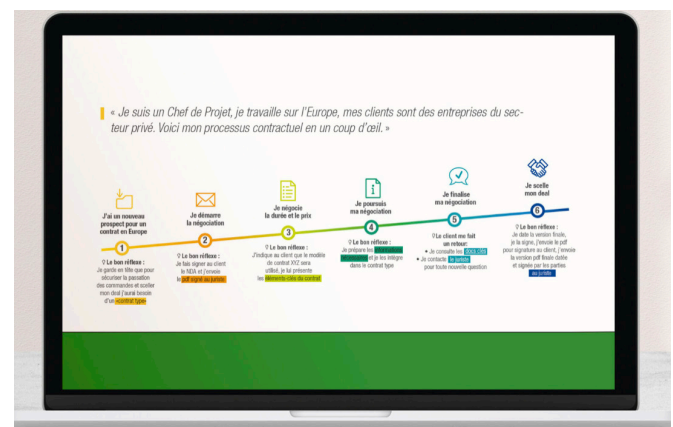 « Je suis un Chef de Projet, je travaille sur l'Europe, mes clients sont des entreprises du sec-
teur privé. Voici mon processus contractuel en un coup d'œil. »
J'ai un nouveau
prospect pour un
contrat en Europe
1
Le bon réflexe :
Je garde en tête que pour
sécuriser la passation
des commandes et sceller
mon deal j'aurai besoin
d'un «contrat type»
Je démarre
la négociation
2
Le bon réflexe :
Je fais signer au client
le NDA et j'envoie
le pdf signé au juriste
Je négocie
la durée et le prix
3
Le bon réflexe :
J'indique au client que le modèle
de contrat XYZ sera
utilisé, je lui présente
les éléments-clés du contrat
Je poursuis
ma négociation
4
Le bon réflexe :
Je prépare les informations
nécessaires et je les intègre
dans le contrat type
Je finalise
ma négociation
5
Le client me fait
un retour:
• Je consulte les
• Je contacte le juriste
pour toute nouvelle question
Je scelle
mon deal
6
Le bon réflexe :
Je date la version finale,
je la signe, j'envoie le pdf
pour signature au client, j'envoie
la version pdf finale datée
et signée par les parties
au juriste